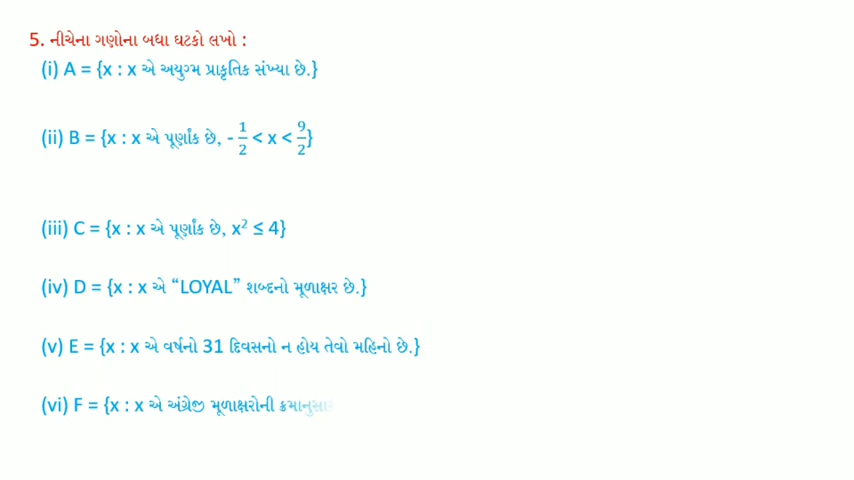 5. નીચેના ગણોના બધા ઘટકો લખો :
(i) A = {x : x એ અયુગ્મ પ્રાકૃતિક સંખ્યા છે.}
(ii) B = {x : x એ પૂર્ણાંક છે, - 1/2 < x < 9/2}
(iii) C = {x : x એ પૂર્ણાંક છે, x² ≤ 4}
(iv) D = {x : x એ “LOYAL” શબ્દનો મૂળાક્ષર છે.}
(v) E = {x : x એ વર્ષનો 31 દિવસનો ન હોય તેવો મહિનો છે.}
(vi) F = {x : x એ અંગ્રેજી મૂળાક્ષરોની